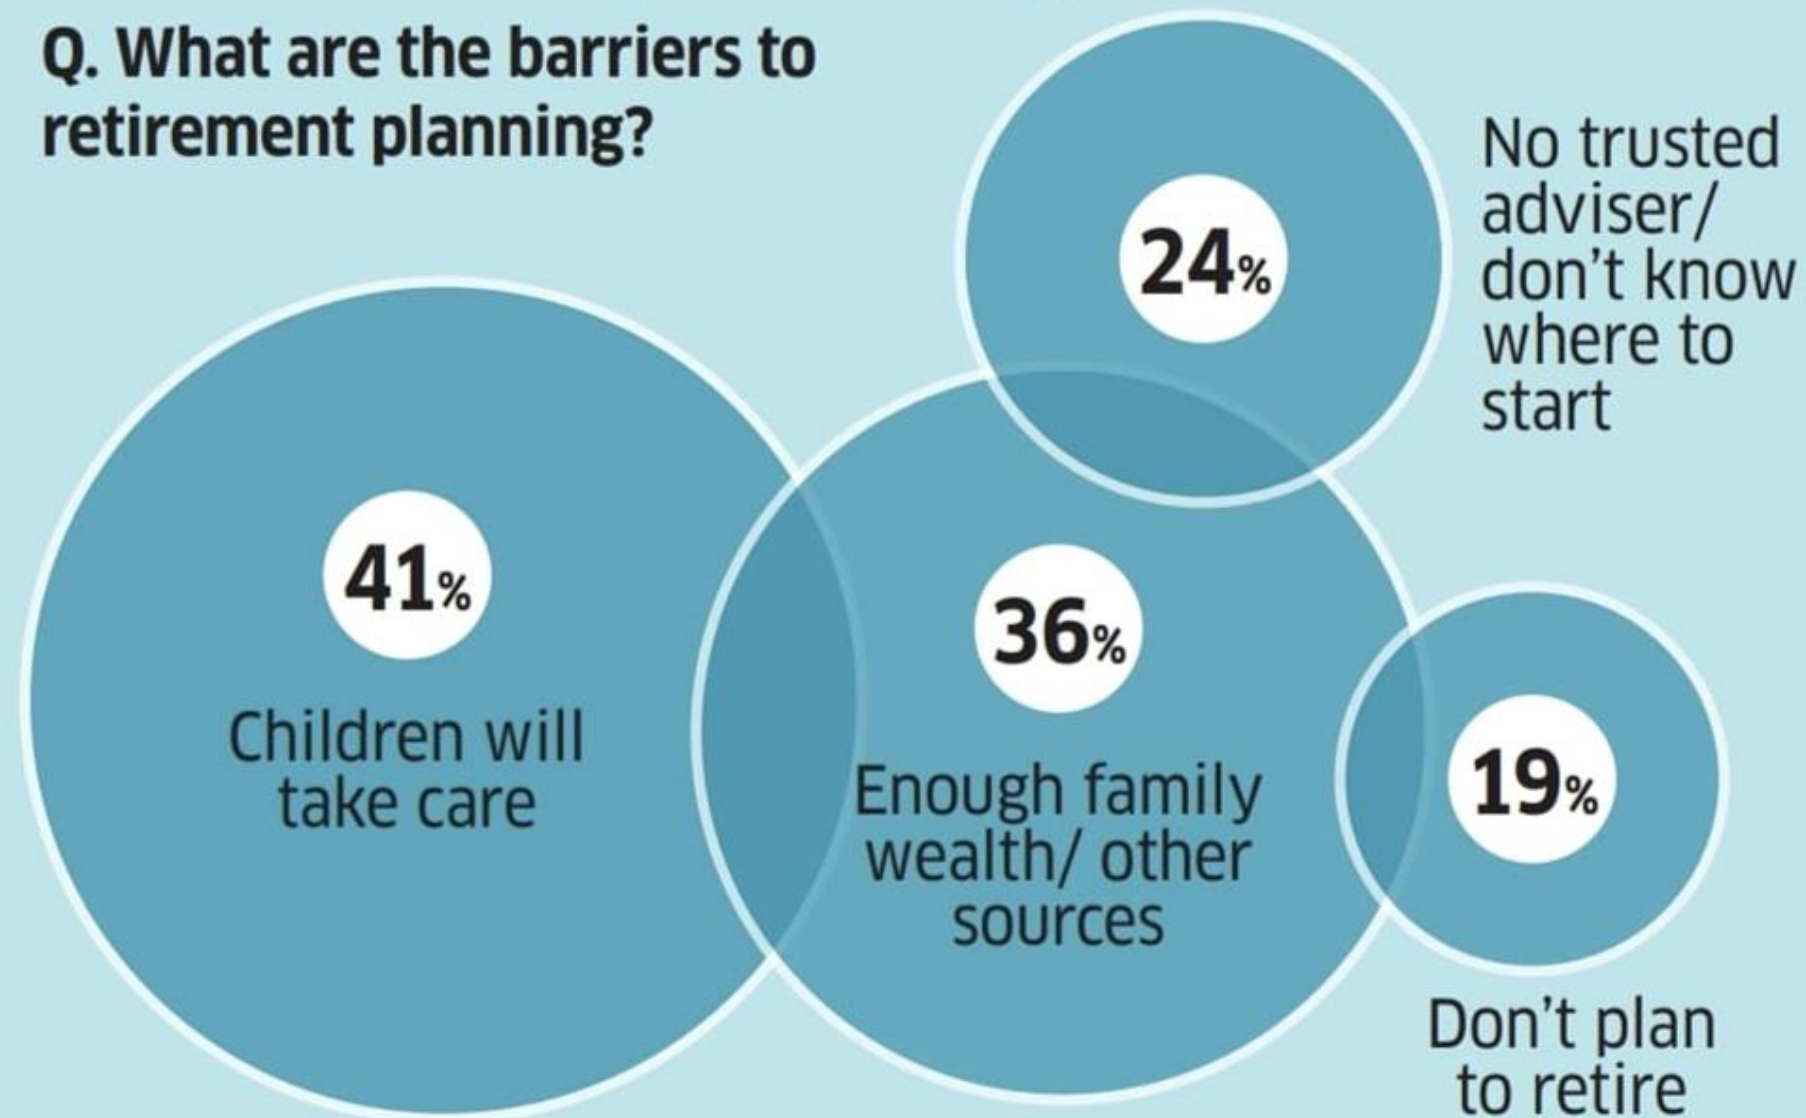 Q. What are the barriers to
retirement planning?
24%
No trusted
adviser/
don't know
where to
start
41%
Children will
take care
36%
Enough family
wealth/ other
sources
19%
Don't plan
to retire